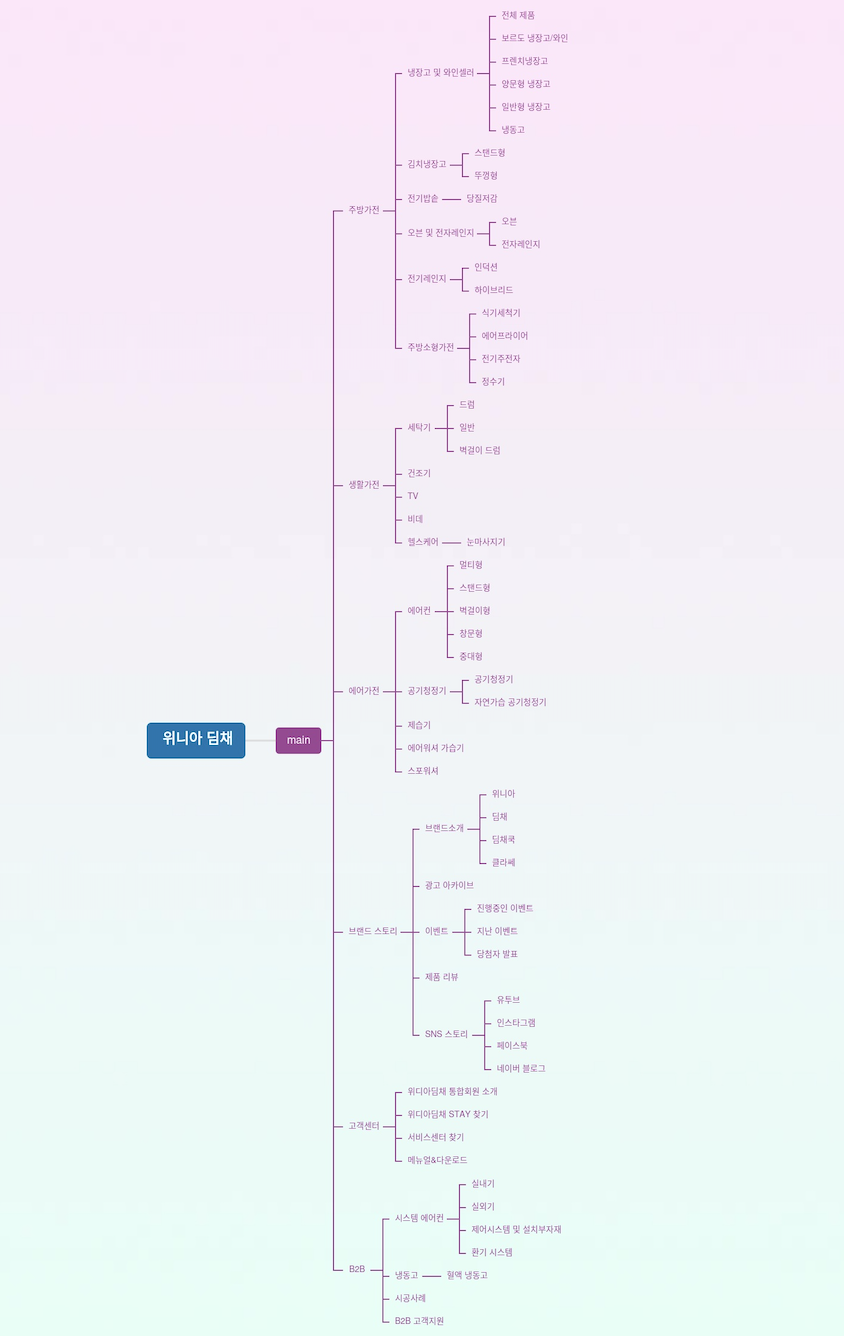 위니아 딤채
main
주방가전
냉장고 및 와인셀러
전체 제품
보르도 냉장고/와인
프렌치냉장고
양문형 냉장고
일반형 냉장고
냉동고
김치냉장고
스탠드형
뚜껑형
전기밥솥
당질저감
오븐 및 전자레인지
오븐
전자레인지
전기레인지
인덕션
하이브리드
주방소형가전
식기세척기
에어프라이어
전기주전자
정수기
생활가전
세탁기
드럼
일반
벽걸이 드럼
건조기
TV
비데
헬스케어
눈마사지기
에어가전
에어컨
멀티형
스탠드형
벽걸이형
창문형
중대형
공기청정기
공기청정기
자연가습 공기청정기
제습기
에어워셔 가습기
스포워셔
브랜드 스토리
브랜드소개
위니아
딤채
딤채쿡
클라쎄
광고 아카이브
이벤트
진행중인 이벤트
지난 이벤트
당첨자 발표
제품 리뷰
SNS 스토리
유투브
인스타그램
페이스북
네이버 블로그
고객센터
위디아딤채 통합회원 소개
위디아딤채 STAY 찾기
서비스센터 찾기
메뉴얼&다운로드
B2B
시스템 에어컨
실내기
실외기
제어시스템 및 설치부자재
환기 시스템
냉동고
혈액 냉동고
시공사례
B2B 고객지원